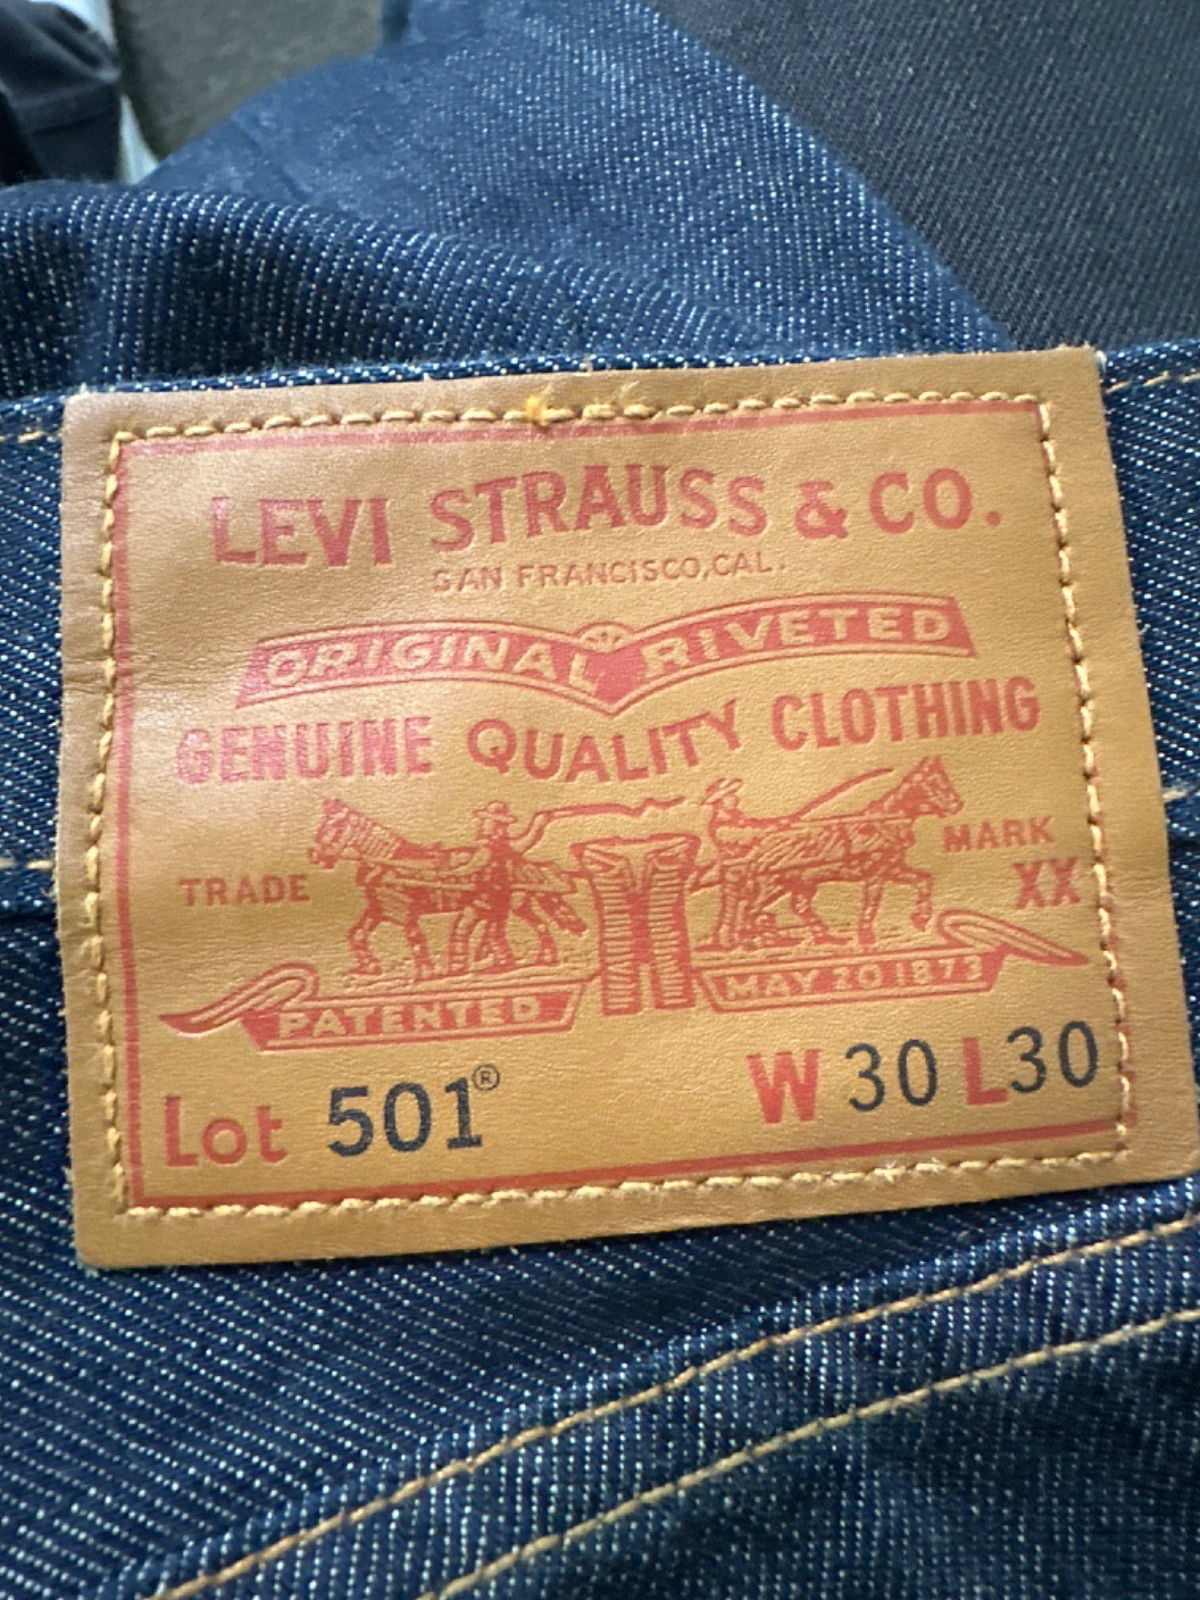 LEVI STRAUSS & CO.
SAN FRANCISCO, CAL.
ORIGINAL RIVETED
GENUINE QUALITY CLOTHING
TRADE MARK
XX
PATENTED MAY 20 1873
Lot 501® W 30 L 30